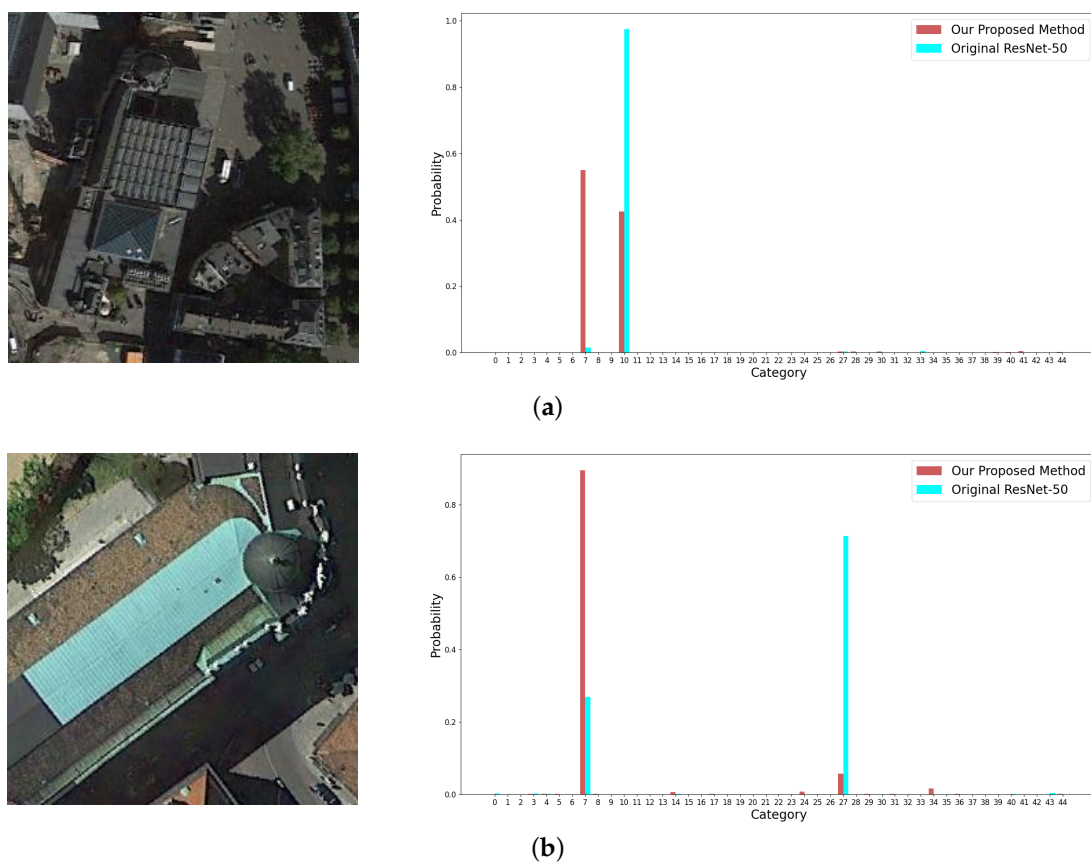 Our Proposed Method
Original ResNet-50
Probability
1.0
0.8
0.6
0.4
0.2
0.0
0 1 2 3 4 5 6 7 8 9 10 11 12 13 14 15 16 17 18 19 20 21 22 23 24 25 26 27 28 29 30 31 32 33 34 35 36 37 38 39 40 41 42 43 44
Category
(a)
Our Proposed Method
Original ResNet-50
Probability
0.8
0.6
0.4
0.2
0.0
0 1 2 3 4 5 6 7 8 9 10 11 12 13 14 15 16 17 18 19 20 21 22 23 24 25 26 27 28 29 30 31 32 33 34 35 36 37 38 39 40 41 42 43 44
Category
(b)